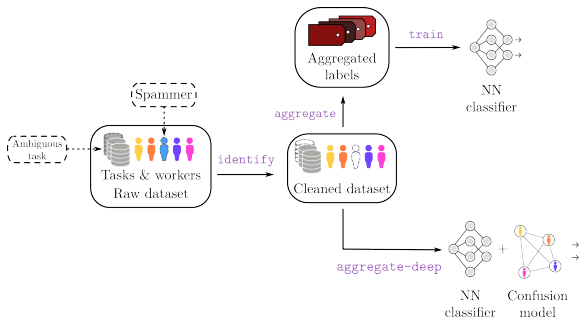 train
Aggregated
labels
NN
classifier
Spammer
aggregate
Ambiguous
task
identify
Tasks & workers
Raw dataset
Cleaned dataset
aggregate-deep
+
NN
classifier
Confusion
model